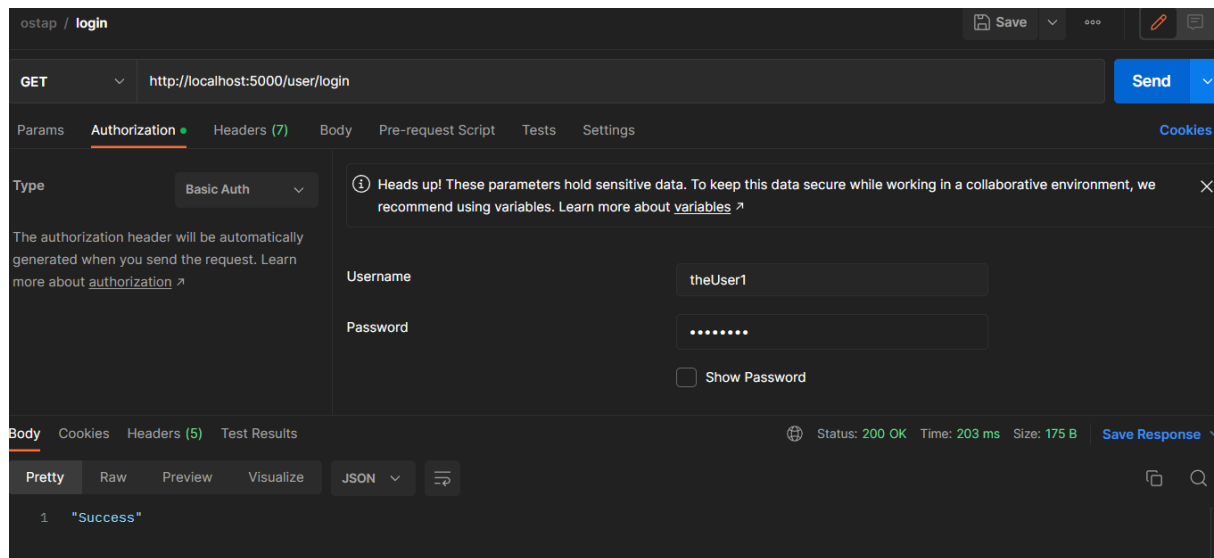 ostap / login
Save
ooo
GET
http://localhost:5000/user/login
Send
Params Authorization Headers (7) Body Pre-request Script Tests Settings Cookies
Type
Basic Auth
The authorization header will be automatically
generated when you send the request. Learn
more about authorization ↗
Heads up! These parameters hold sensitive data. To keep this data secure while working in a collaborative environment, we
recommend using variables. Learn more about variables ↗
Username
theUser1
Password
••••••••
Show Password
Body Cookies Headers (5) Test Results
Status: 200 OK Time: 203 ms Size: 175 B Save Response
Pretty Raw Preview Visualize JSON
1 "Success"